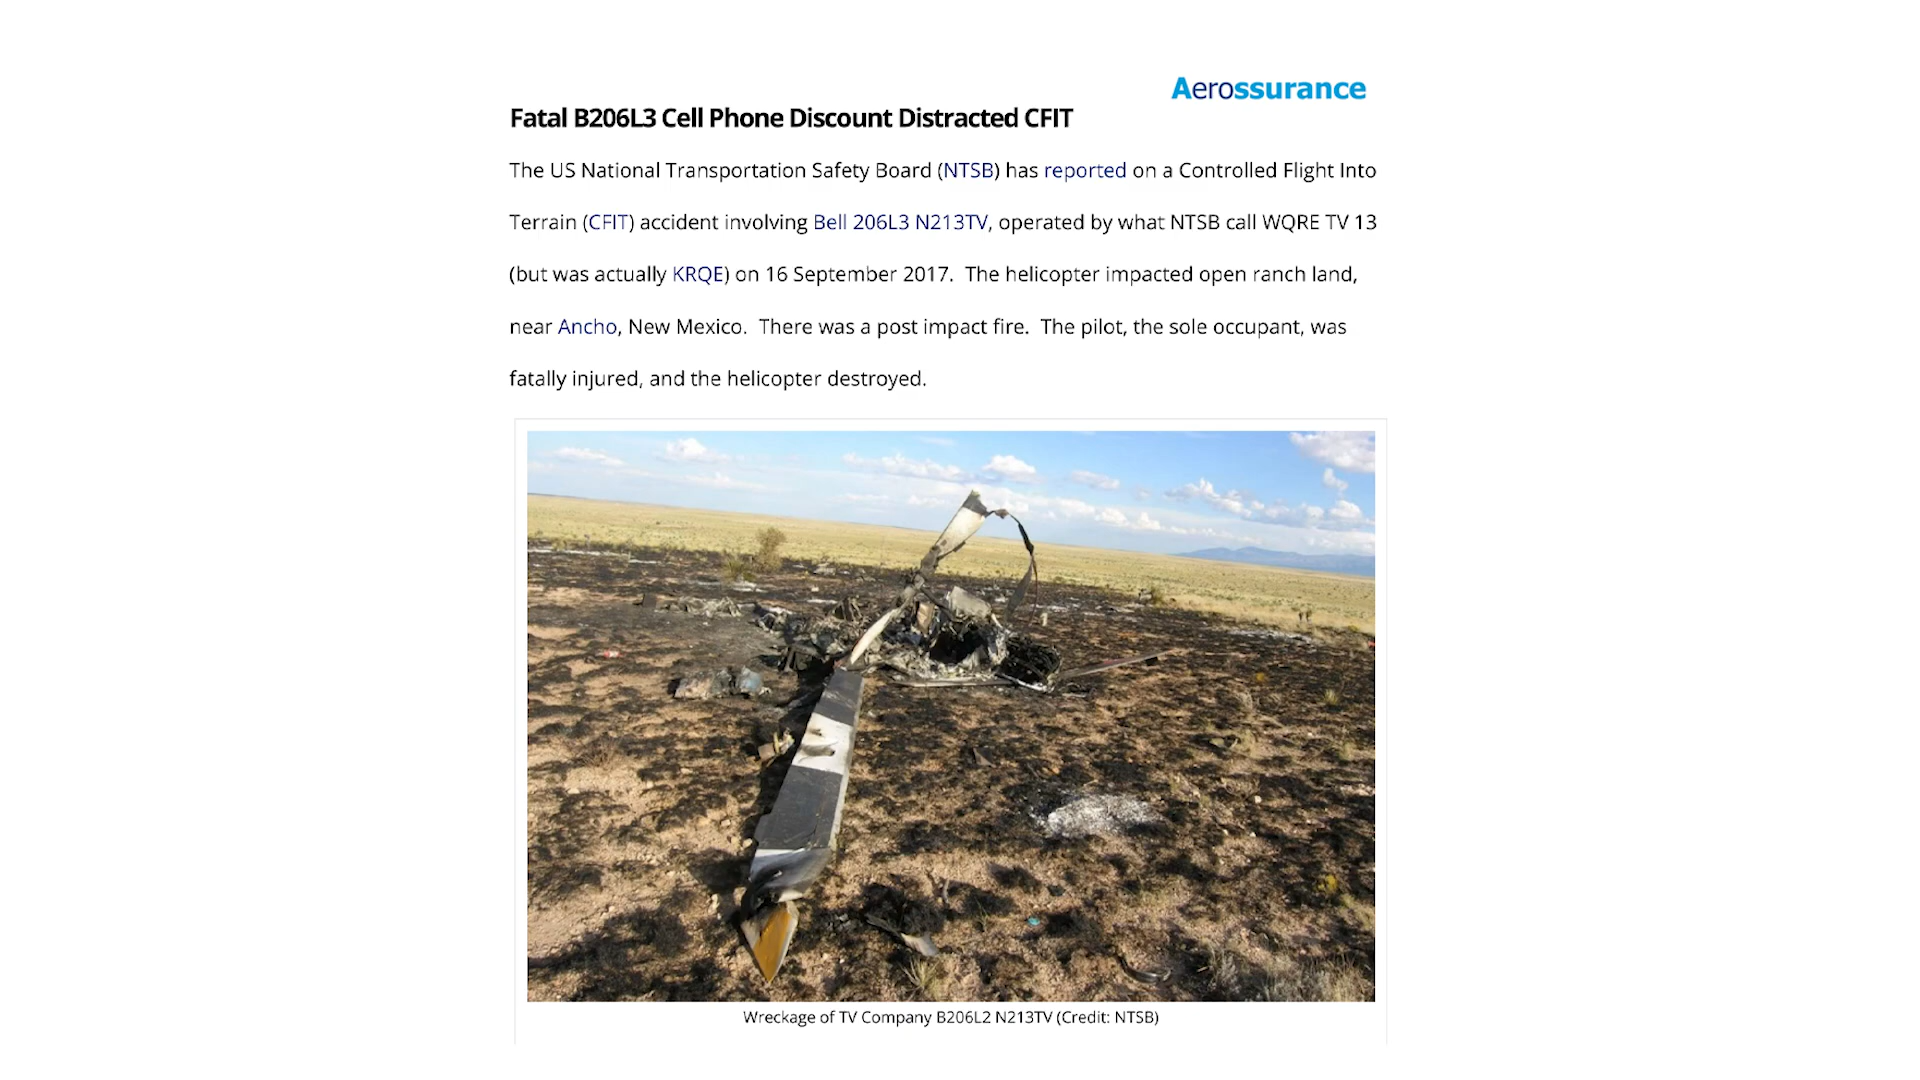 Aerossurance
Fatal B206L3 Cell Phone Discount Distracted CFIT
The US National Transportation Safety Board (NTSB) has reported on a Controlled Flight Into
Terrain (CFIT) accident involving Bell 206L3 N213TV, operated by what NTSB call WQRE TV 13
(but was actually KRQE) on 16 September 2017.  The helicopter impacted open ranch land,
near Ancho, New Mexico.  There was a post impact fire.  The pilot, the sole occupant, was
fatally injured, and the helicopter destroyed.
Wreckage of TV Company B206L2 N213TV (Credit: NTSB)